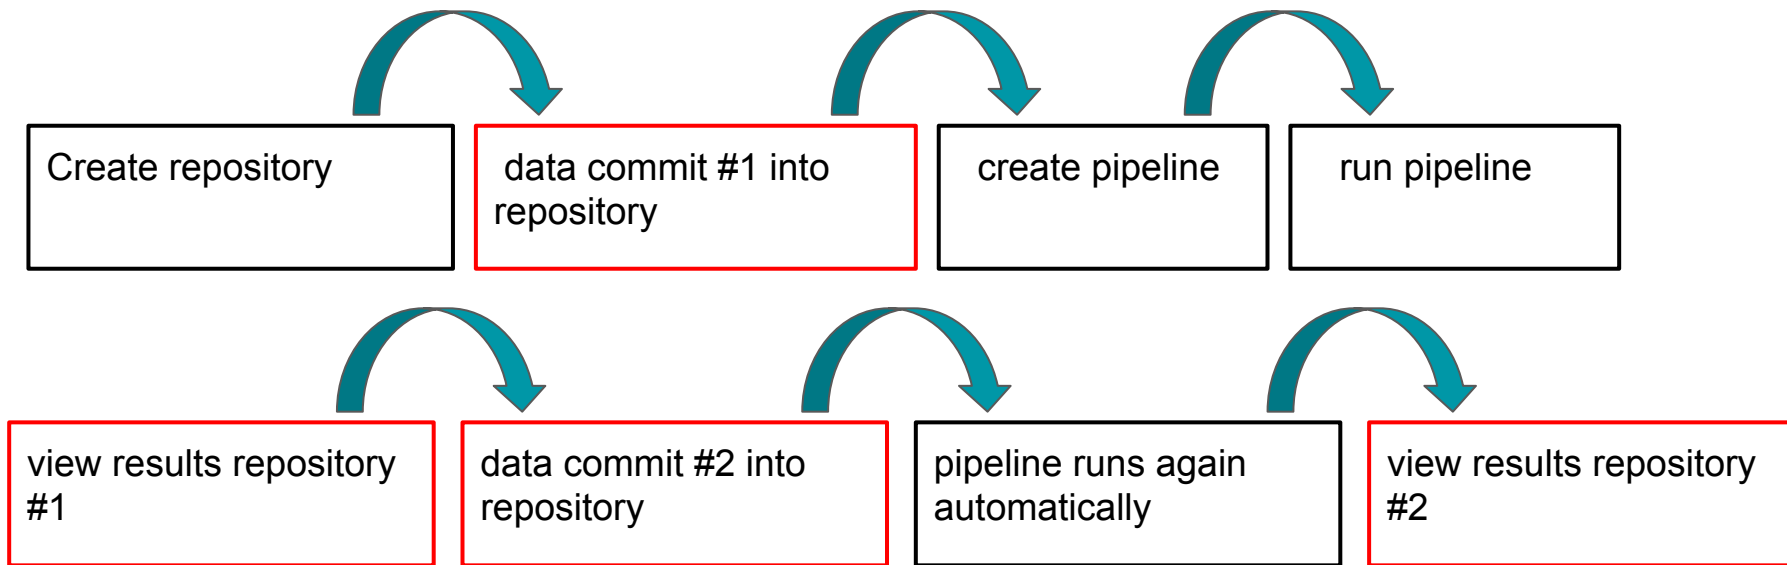 Create repository
data commit #1 into
repository
create pipeline
run pipeline
view results repository
#1
data commit #2 into
repository
pipeline runs again
automatically
view results repository
#2